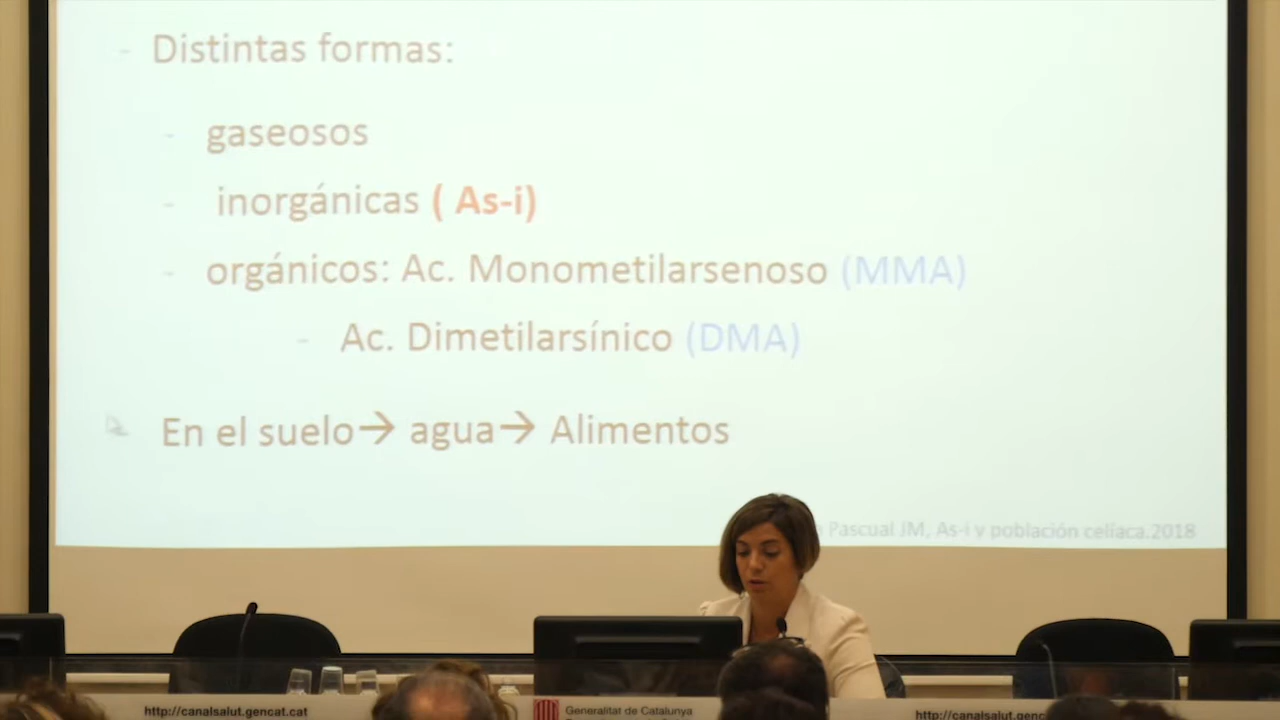 - Distintas formas:
- gaseosos
- inorgánicas ( As-i)
- orgánicos: Ac. Monometilarsenoso (MMA)
- Ac. Dimetilarsínico (DMA)
En el suelo→ agua→ Alimentos
Pascual JM, As-i y población celíaca.2018
http://canalsalut.gencat.cat
Generalitat de Catalunya
http://canalsalut.genc